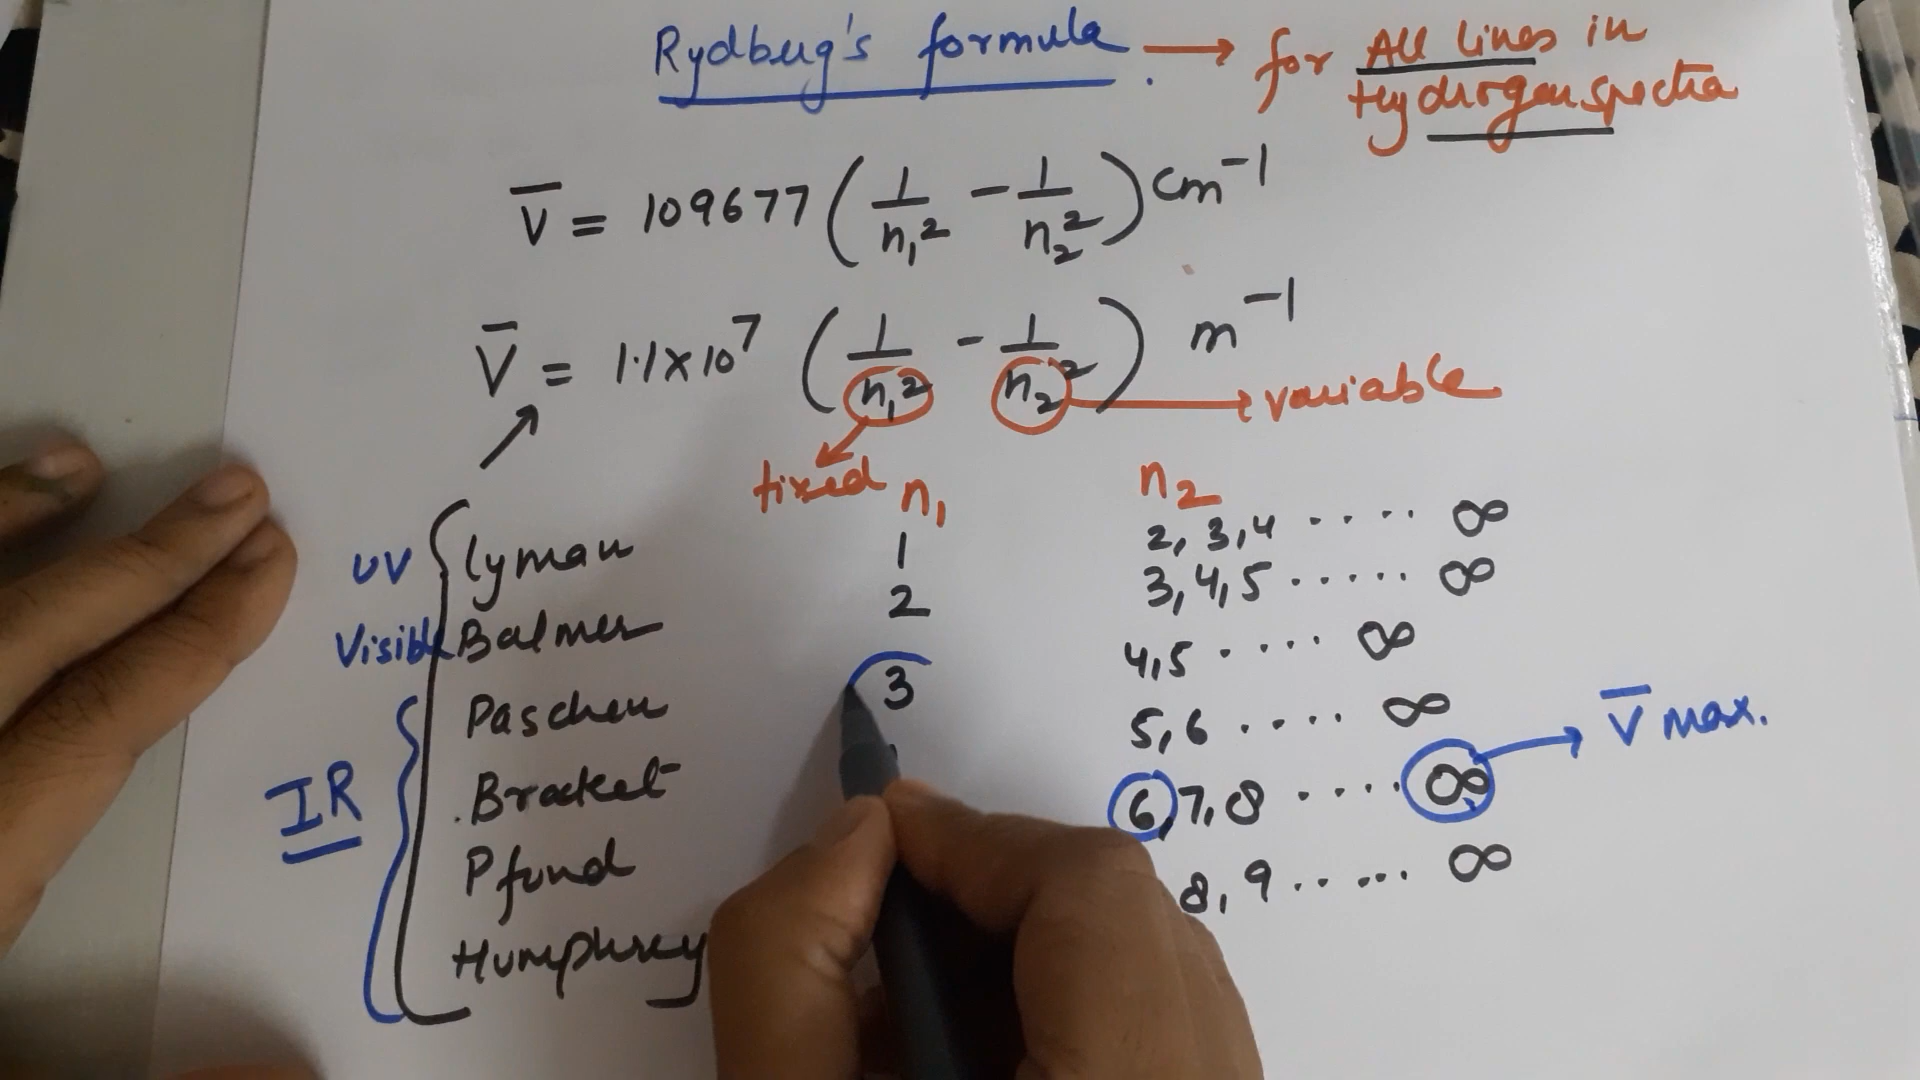 Rydberg's formula → for All lines in
Hydrogen spectra
V̅ = 109677 (1/n₁² − 1/n₂²) cm⁻¹
V̅ = 1.1×10⁷ (1/n₁² − 1/n₂²) m⁻¹
→ variable
fixed n₁ n₂
UV lyman 1 2, 3, 4 . . . . ∞
Visible Balmer 2 3, 4, 5 . . . . . ∞
Paschen 3 4, 5 . . . . ∞
5, 6 . . . . ∞
IR .Bracket 6, 7, 8 . . . . ∞ → V̅ max.
Pfund 8, 9 . . . . . ∞
Humphrey